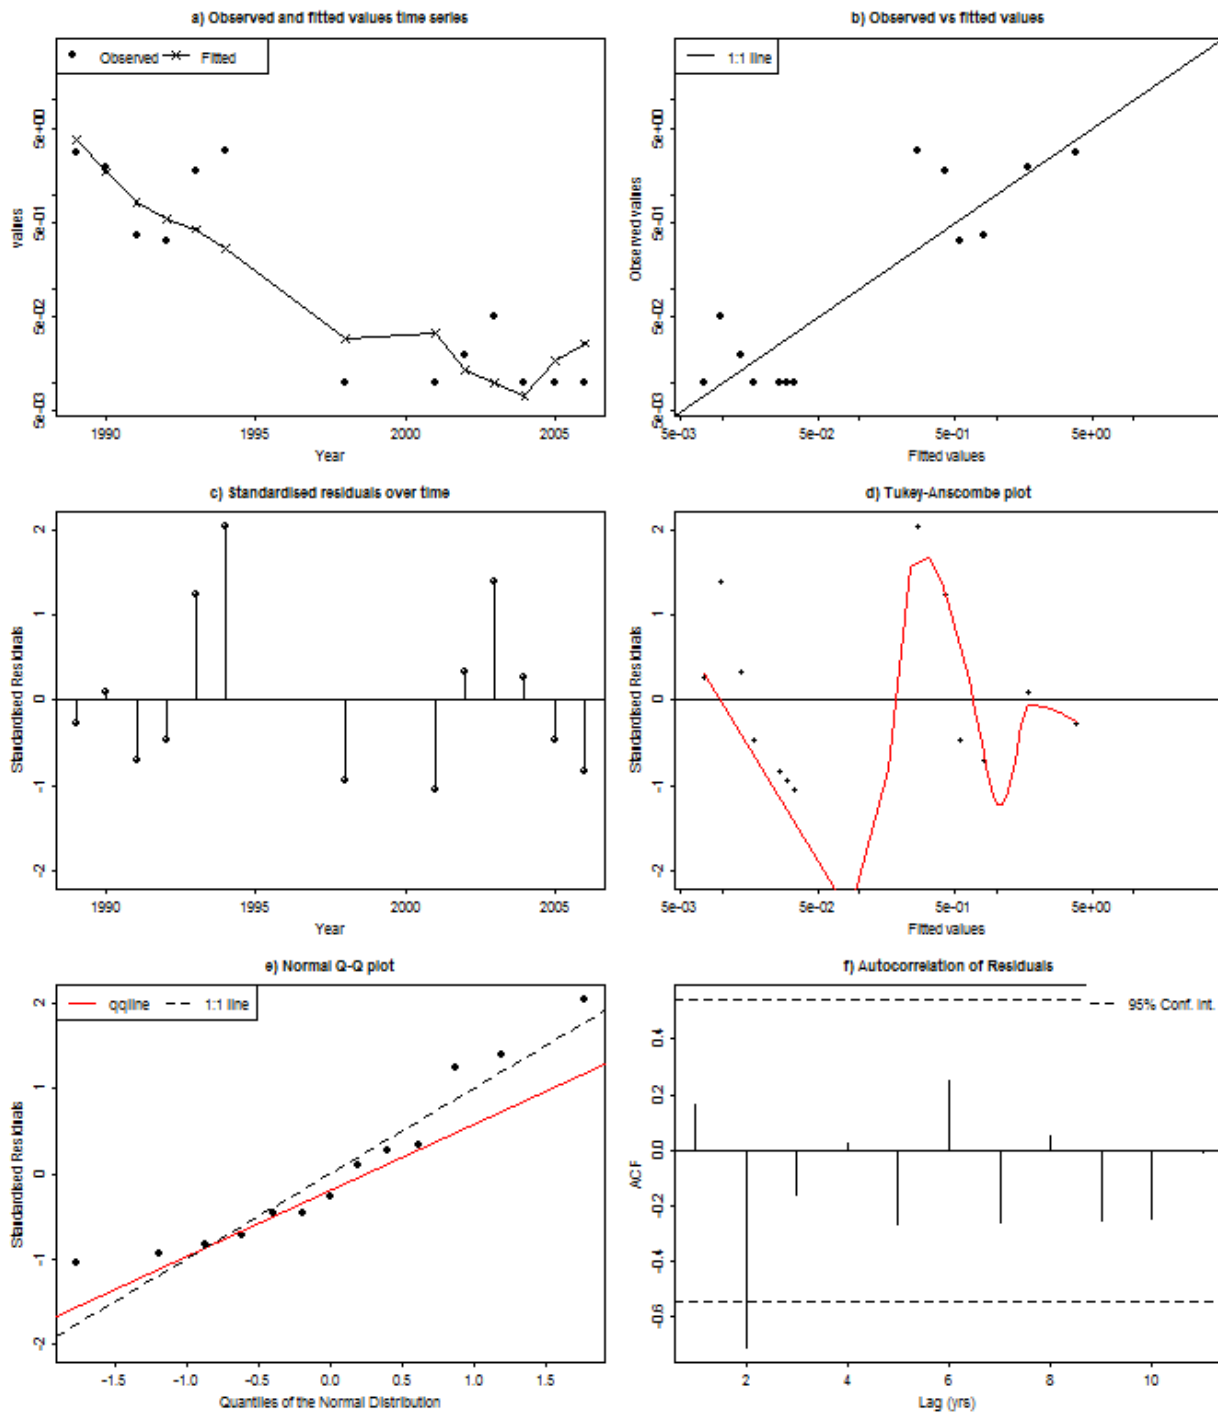 a) Observed and fitted values time series
Observed Fitted
values
5e-03 5e-02 5e-01 5e+00
1990 1995 2000 2005
Year
b) Observed vs fitted values
1:1 line
Observed values
5e-03 5e-02 5e-01 5e+00
5e-03 5e-02 5e-01 5e+00
Fitted values
c) Standardised residuals over time
Standardised Residuals
-2 -1 0 1 2
1990 1995 2000 2005
Year
d) Tukey-Anscombe plot
Standardised Residuals
-2 -1 0 1 2
5e-03 5e-02 5e-01 5e+00
Fitted values
e) Normal Q-Q plot
qqline 1:1 line
Standardised Residuals
-2 -1 0 1 2
-1.5 -1.0 -0.5 0.0 0.5 1.0 1.5
Quantiles of the Normal Distribution
f) Autocorrelation of Residuals
95% Conf. Int.
ACF
-0.6 -0.4 -0.2 0.0 0.2 0.4
2 4 6 8 10
Lag (yrs)